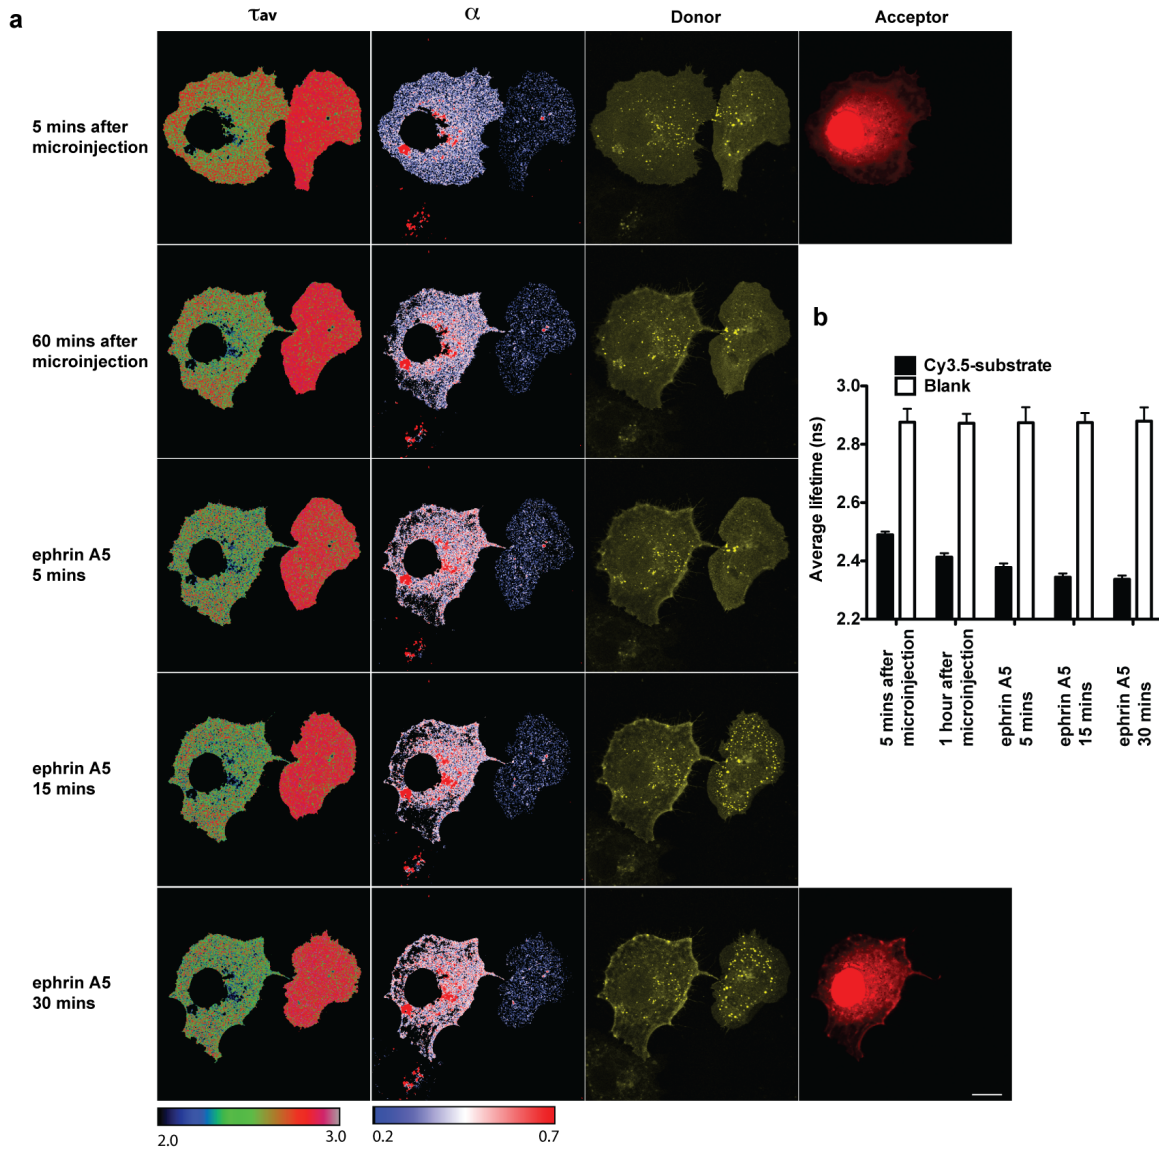 a
τav
α
Donor
Acceptor
5 mins after
microinjection
60 mins after
microinjection
ephrin A5
5 mins
ephrin A5
15 mins
ephrin A5
30 mins
2.0
3.0
0.2
0.7
b
Cy3.5-substrate
Blank
Average lifetime (ns)
3.0
2.8
2.6
2.4
2.2
5 mins after
microinjection
1 hour after
microinjection
ephrin A5
5 mins
ephrin A5
15 mins
ephrin A5
30 mins